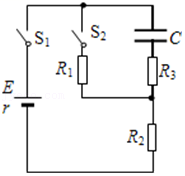 S₁ S₂ C
E
r
R₁ R₃
R₂